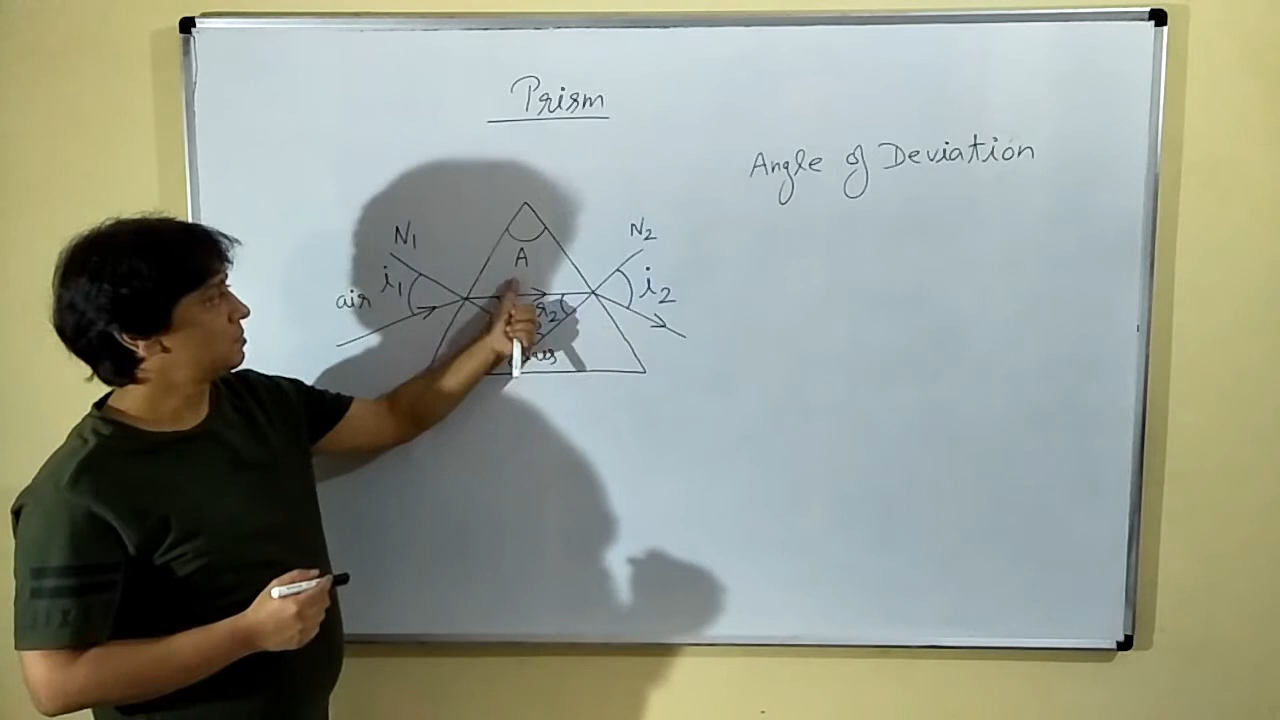 Prism
Angle of Deviation
N1
N2
A
i1
i2
air
r2